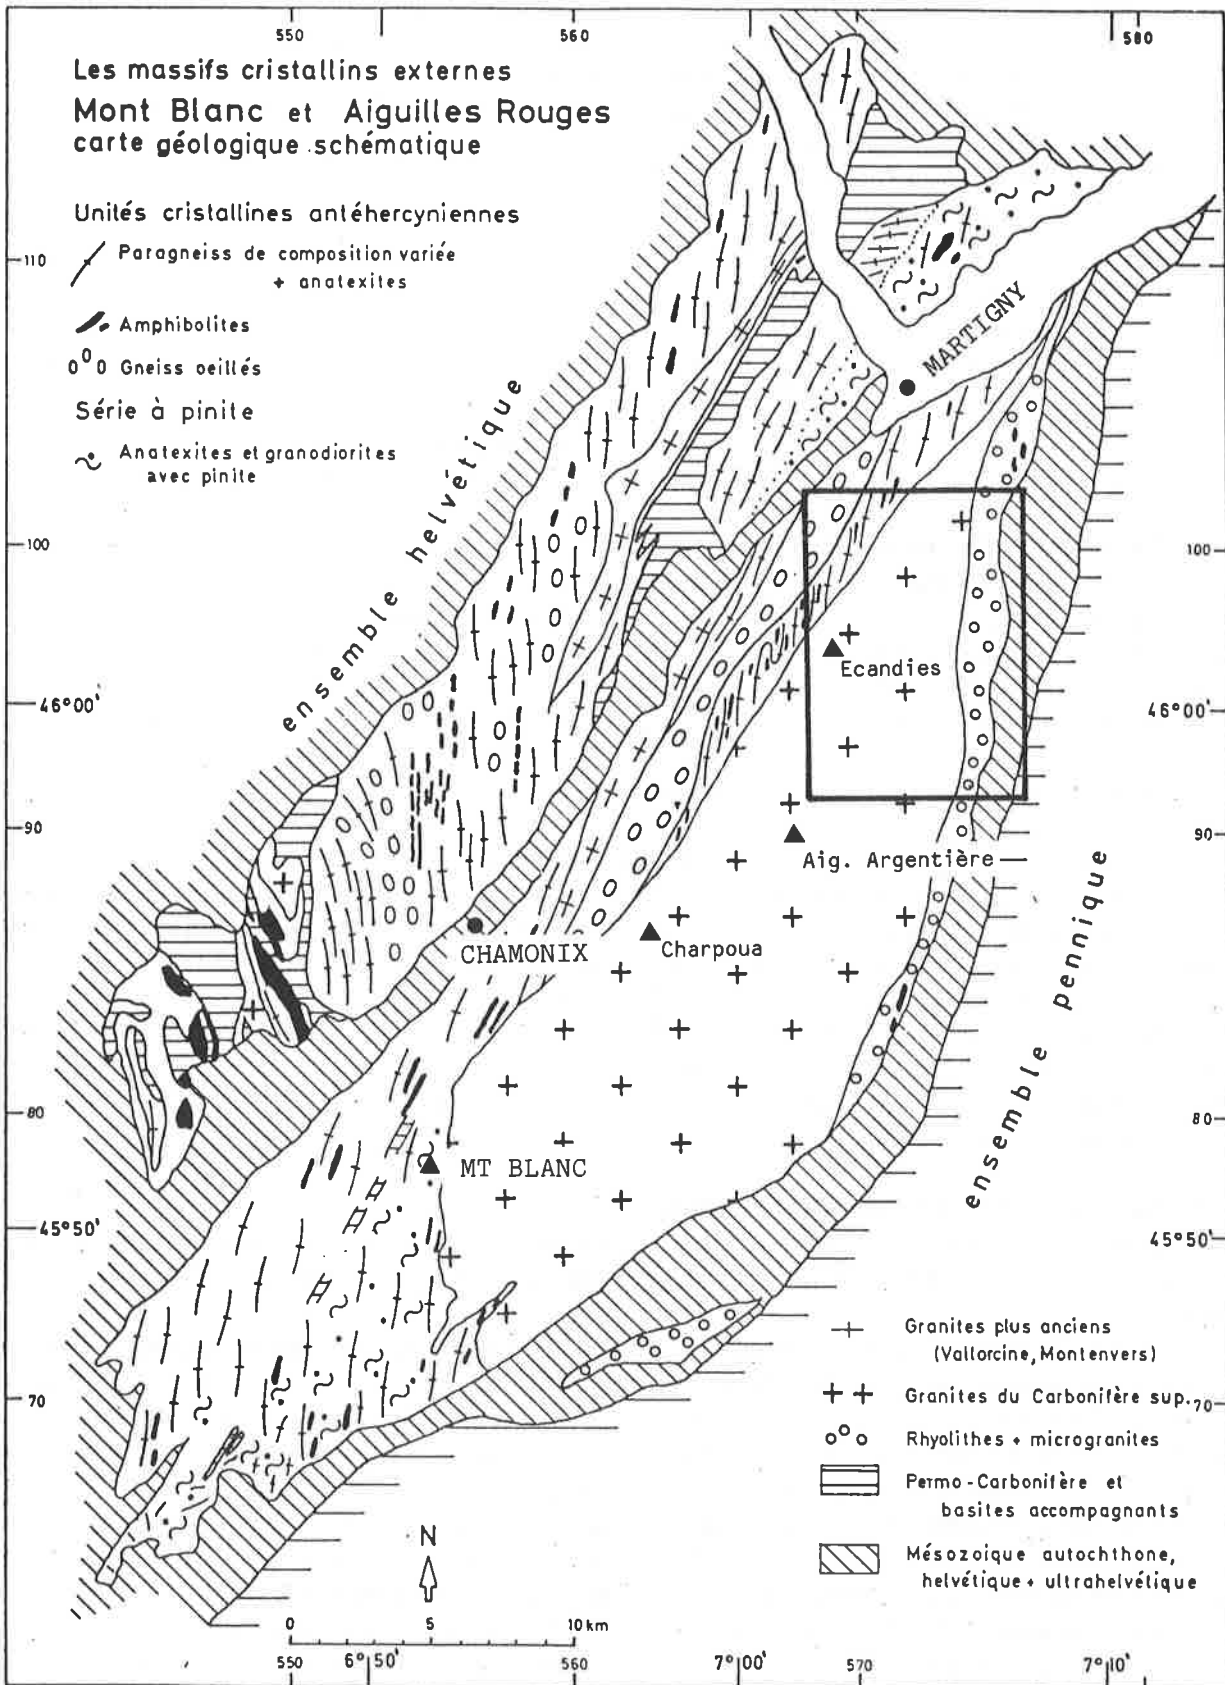 550
560
580
Les massifs cristallins externes
Mont Blanc et Aiguilles Rouges
carte géologique schématique
Unités cristallines antéhercyniennes
Paragneiss de composition variée
+ anatexites
Amphibolites
Gneiss oeillés
Série à pinite
Anatexites et granodiorites
avec pinite
110
100
46°00'
90
80
45°50'
70
100
46°00'
90
80
45°50'
70
ensemble helvétique
MARTIGNY
Ecandies
Aig. Argentière
CHAMONIX
Charpoua
MT BLANC
ensemble pennique
Granites plus anciens
(Vallorcine, Montenvers)
Granites du Carbonifère sup.
Rhyolithes + microgranites
Permo-Carbonifère et
basites accompagnants
Mésozoique autochthone,
helvétique + ultrahelvétique
N
0 5 10 km
550 6°50' 560 7°00' 570 7°10'